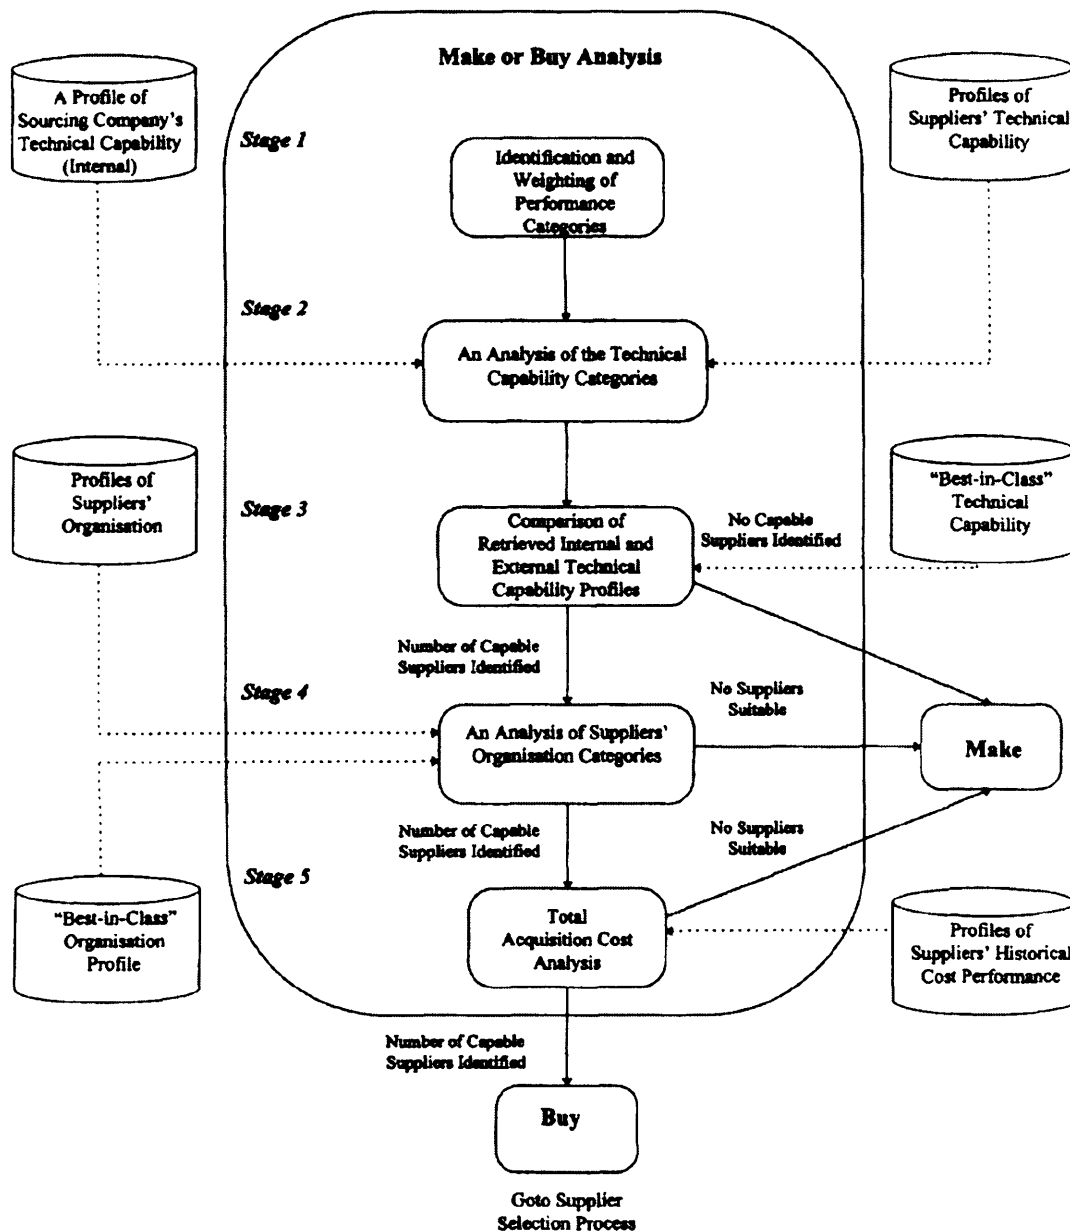 Make or Buy Analysis
A Profile of
Sourcing Company's
Technical Capability
(Internal)
Profiles of
Suppliers' Technical
Capability
Stage 1
Identification and
Weighting of
Performance
Categories
Stage 2
An Analysis of the Technical
Capability Categories
Profiles of
Suppliers'
Organisation
"Best-in-Class"
Technical
Capability
Stage 3
Comparison of
Retrieved Internal and
External Technical
Capability Profiles
No Capable
Suppliers Identified
Number of Capable
Suppliers Identified
Stage 4
An Analysis of Suppliers'
Organisation Categories
No Suppliers
Suitable
Make
Number of Capable
Suppliers Identified
No Suppliers
Suitable
Stage 5
"Best-in-Class"
Organisation
Profile
Total
Acquisition Cost
Analysis
Profiles of
Suppliers' Historical
Cost Performance
Number of Capable
Suppliers Identified
Buy
Goto Supplier
Selection Process